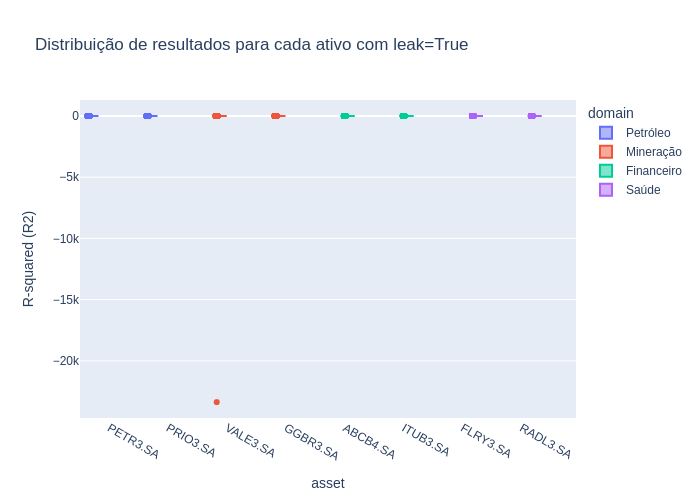 Distribuição de resultados para cada ativo com leak=True
domain
Petróleo
Mineração
Financeiro
Saúde
R-squared (R2)
0
−5k
−10k
−15k
−20k
PETR3.SA
PRIO3.SA
VALE3.SA
GGBR3.SA
ABCB4.SA
ITUB3.SA
FLRY3.SA
RADL3.SA
asset